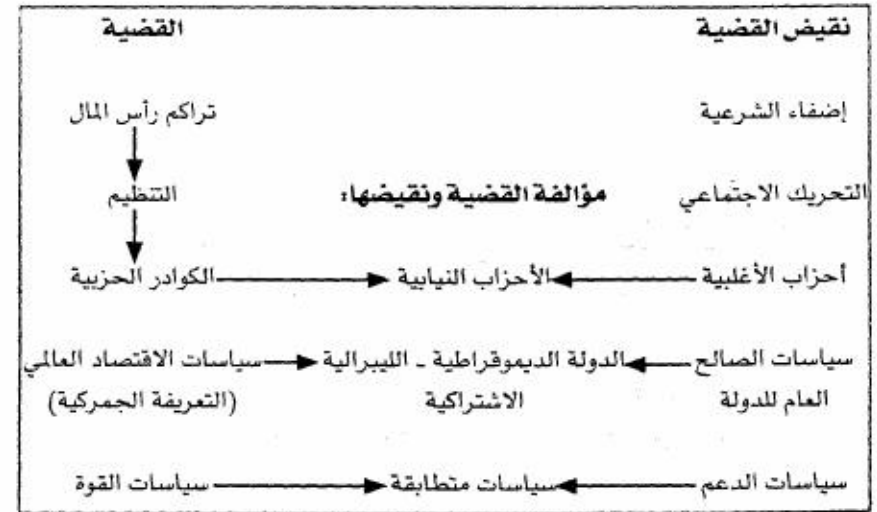 نقيض القضية القضية
إضفاء الشرعية تراكم رأس المال
التحريك الاجتماعي مؤالفة القضية ونقيضها: التنظيم
أحزاب الأغلبية الأحزاب النيابية الكوادر الحزبية
سياسات الصالح الدولة الديموقراطية ـ الليبرالية سياسات الاقتصاد العالمي
العام للدولة الاشتراكية (التعريفة الجمركية)
سياسات الدعم سياسات متطابقة سياسات القوة